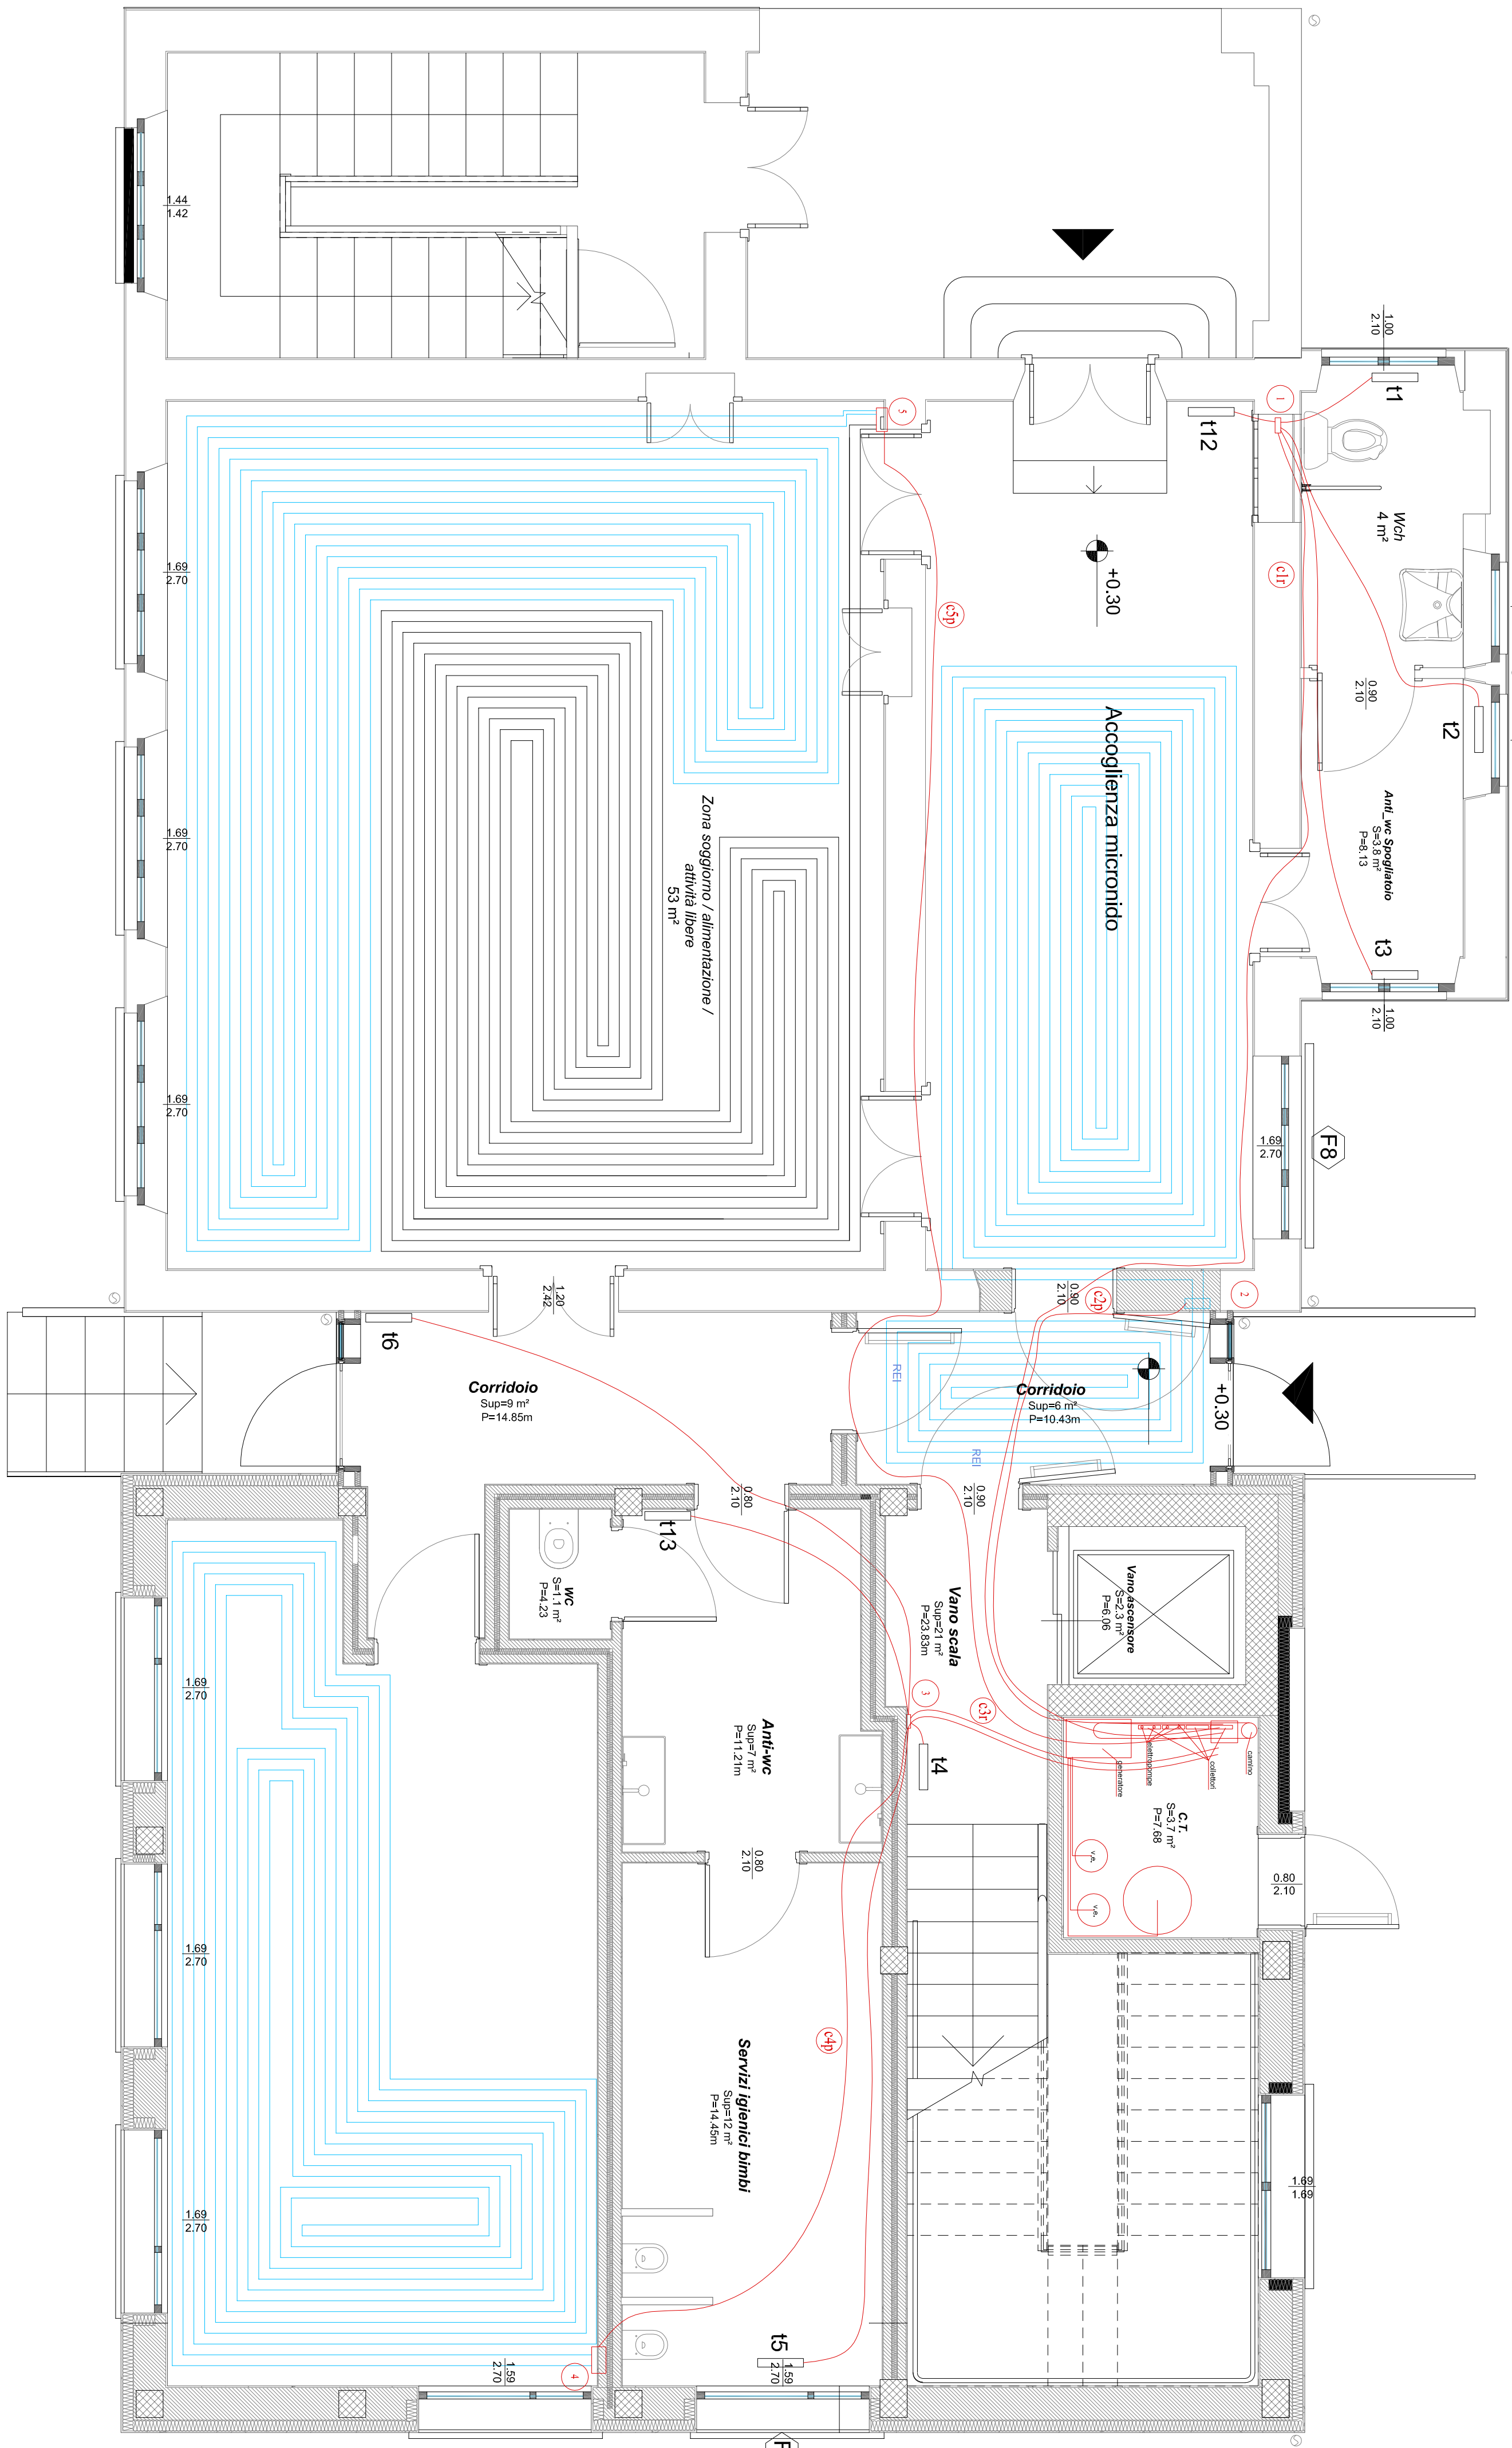 1.44
1.42
1.00
2.10
t1
t12
1
Wch
4 m²
5
+0.30
c1r
c5p
1.69
2.70
0.90
2.10
t2
Accoglienza micronido
Anti_wc Spogliatoio
S=3.8 m²
P=8.13
Zona soggiorno / alimentazione /
attività libere
53 m²
1.69
2.70
t3
1.00
2.10
1.69
2.70
1.69
2.70
F8
1.20
2.42
0.90
2.10
c2p
2
t6
REI
Corridoio
Sup=9 m²
P=14.85m
Corridoio
Sup=6 m²
P=10.43m
+0.30
REI
0.80
2.10
0.90
2.10
t13
WC
S=1.1 m²
P=4.23
Vano scala
Sup=21 m²
P=23.83m
Vano ascensore
S=2.3 m²
P=6.06
1.69
2.70
3
c3r
Anti-wc
Sup=7 m²
P=11.21m
t4
generatore
elettropompe
collettori
camino
C.T.
S=3.7 m²
P=7.68
v.e.
v.e.
0.80
2.10
0.80
2.10
1.69
2.70
c4p
Servizi igienici bimbi
Sup=12 m²
P=14.45m
1.69
1.69
1.69
2.70
t5
1.59
2.70
1.59
2.70
4